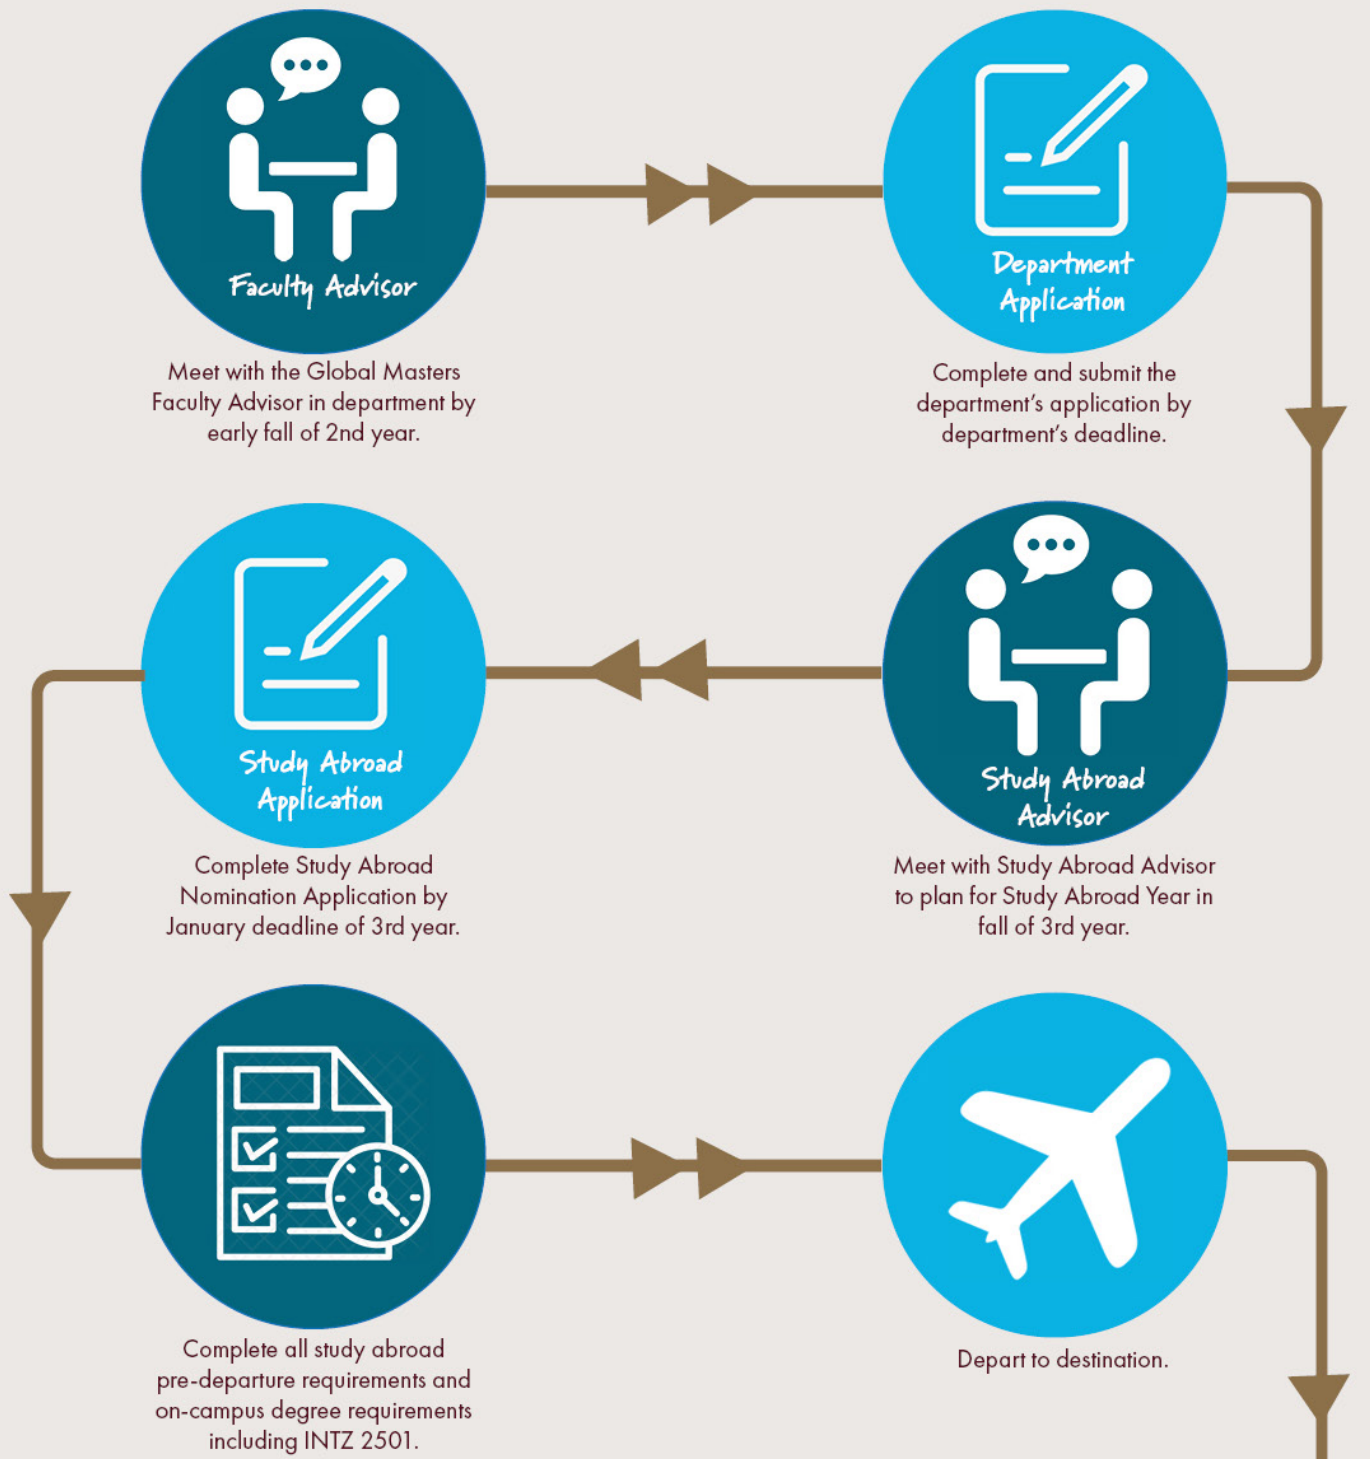 Faculty Advisor
Meet with the Global Masters
Faculty Advisor in department by
early fall of 2nd year.
Department
Application
Complete and submit the
department's application by
department's deadline.
Study Abroad
Advisor
Meet with Study Abroad Advisor
to plan for Study Abroad Year in
fall of 3rd year.
Study Abroad
Application
Complete Study Abroad
Nomination Application by
January deadline of 3rd year.
Complete all study abroad
pre-departure requirements and
on-campus degree requirements
including INTZ 2501.
Depart to destination.